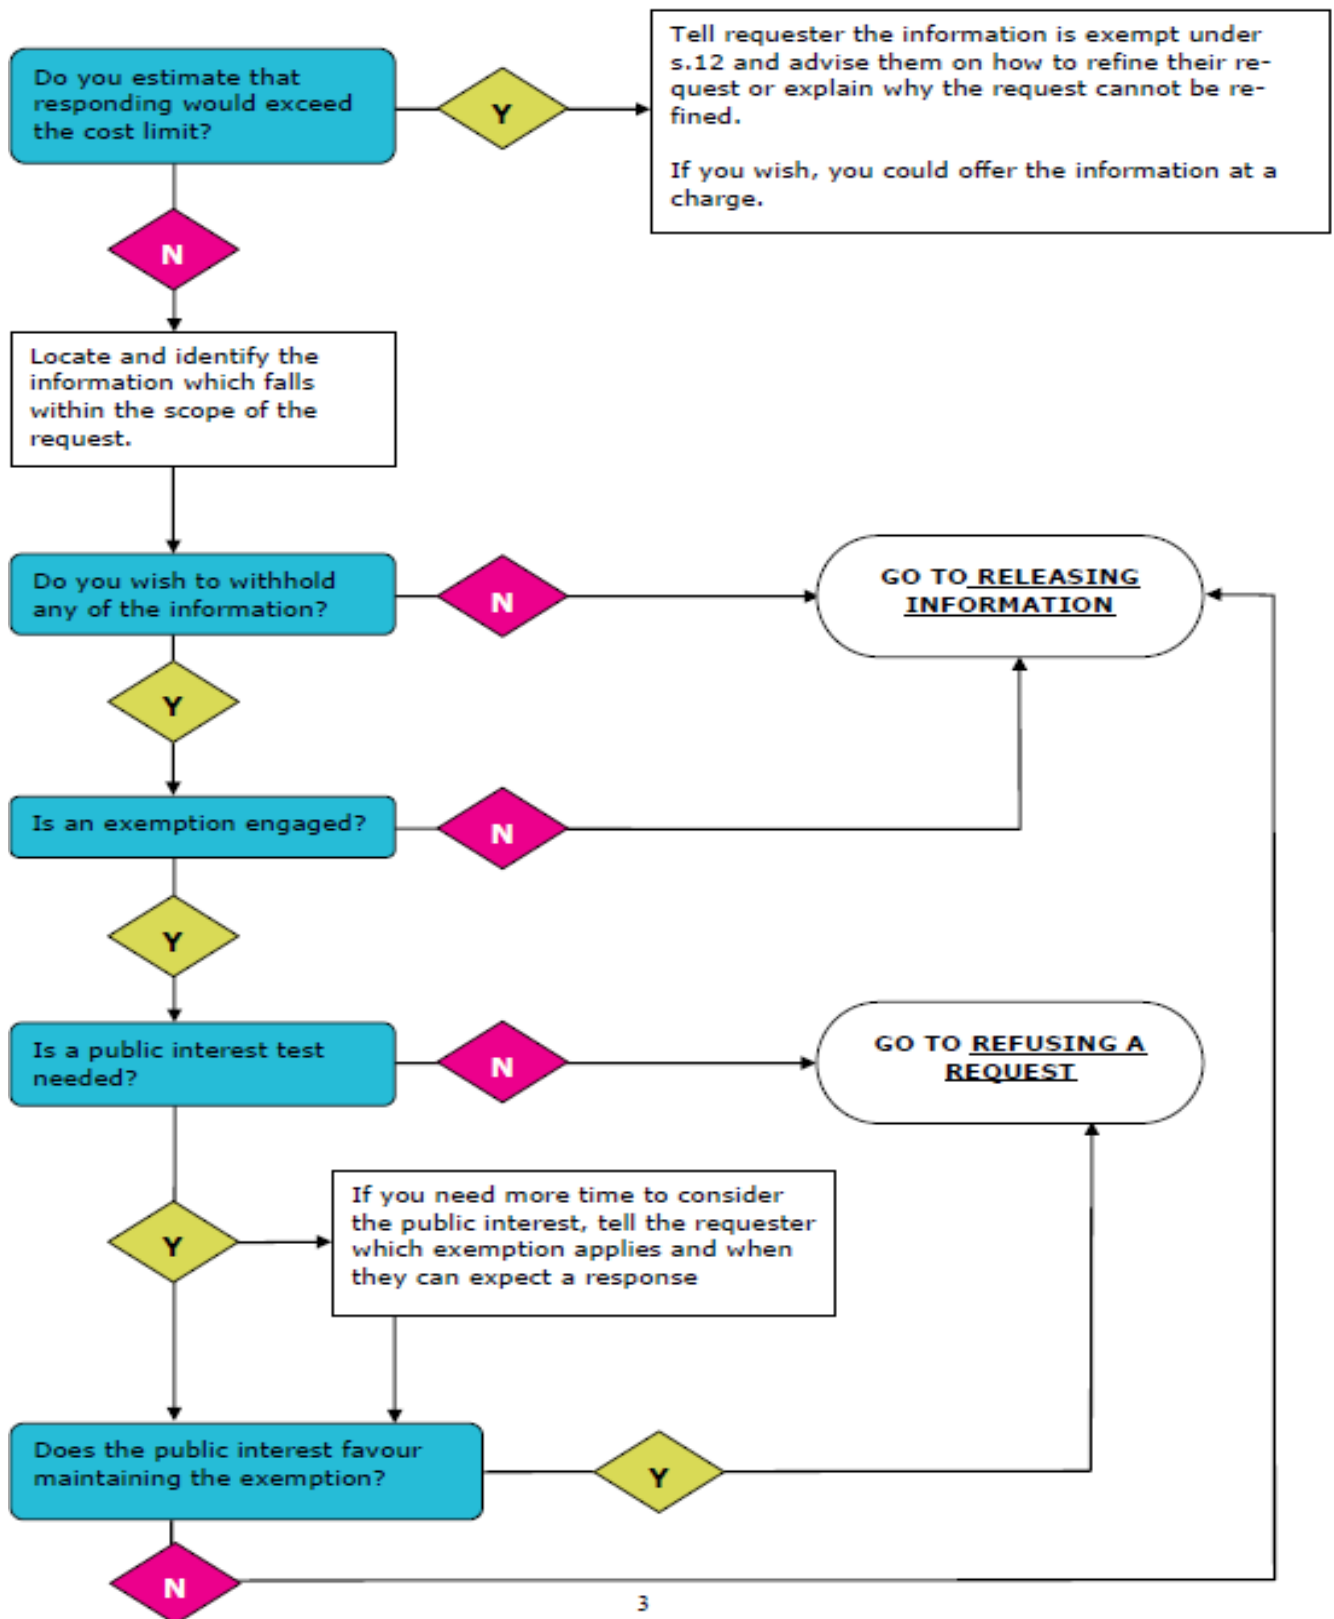 Do you estimate that
responding would exceed
the cost limit?
Y
Tell requester the information is exempt under
s.12 and advise them on how to refine their re-
quest or explain why the request cannot be re-
fined.
If you wish, you could offer the information at a
charge.
N
Locate and identify the
information which falls
within the scope of the
request.
Do you wish to withhold
any of the information?
N
GO TO RELEASING
INFORMATION
Y
Is an exemption engaged?
N
Y
Is a public interest test
needed?
N
GO TO REFUSING A
REQUEST
Y
If you need more time to consider
the public interest, tell the requester
which exemption applies and when
they can expect a response
Does the public interest favour
maintaining the exemption?
Y
N
3